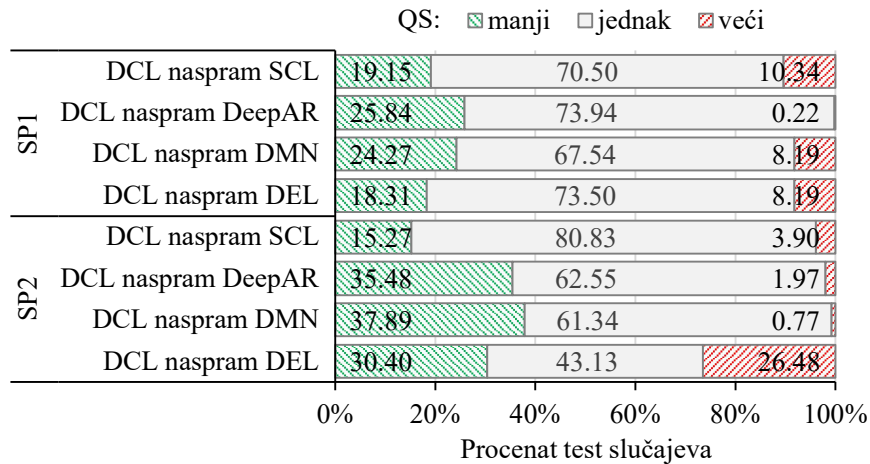 QS: manji jednak veći
SP1
DCL naspram SCL 19.15 70.50 10.34
DCL naspram DeepAR 25.84 73.94 0.22
DCL naspram DMN 24.27 67.54 8.19
DCL naspram DEL 18.31 73.50 8.19
SP2
DCL naspram SCL 15.27 80.83 3.90
DCL naspram DeepAR 35.48 62.55 1.97
DCL naspram DMN 37.89 61.34 0.77
DCL naspram DEL 30.40 43.13 26.48
0% 20% 40% 60% 80% 100%
Procenat test slučajeva